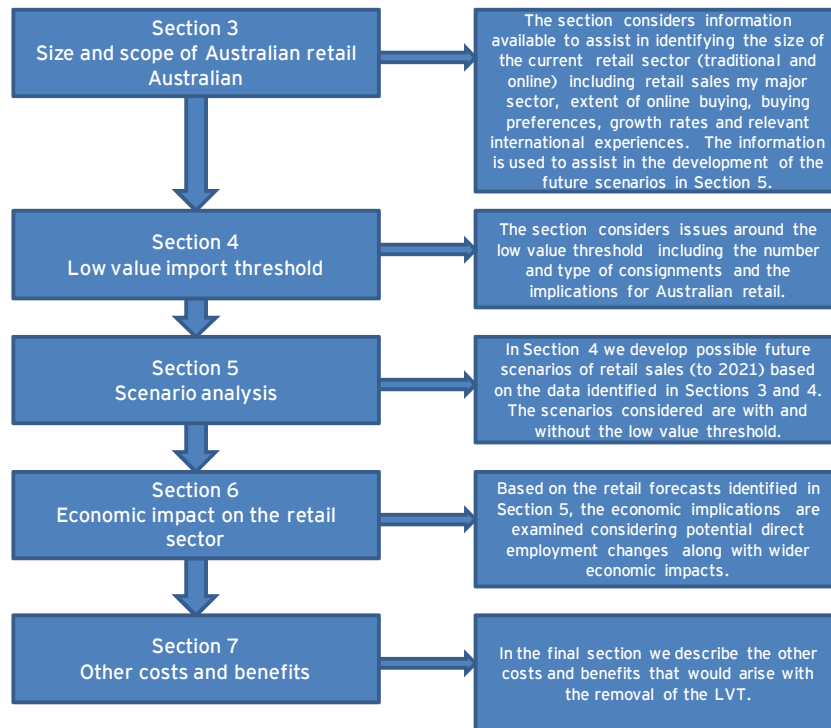 Section 3
Size and scope of Australian retail
Australian
The section considers information
available to assist in identifying the size of
the current retail sector (traditional and
online) including retail sales my major
sector, extent of online buying, buying
preferences, growth rates and relevant
international experiences. The information
is used to assist in the development of the
future scenarios in Section 5.
Section 4
Low value import threshold
The section considers issues around the
low value threshold including the number
and type of consignments and the
implications for Australian retail.
Section 5
Scenario analysis
In Section 4 we develop possible future
scenarios of retail sales (to 2021) based
on the data identified in Sections 3 and 4.
The scenarios considered are with and
without the low value threshold.
Section 6
Economic impact on the retail
sector
Based on the retail forecasts identified in
Section 5, the economic implications are
examined considering potential direct
employment changes along with wider
economic impacts.
Section 7
Other costs and benefits
In the final section we describe the other
costs and benefits that would arise with
the removal of the LVT.